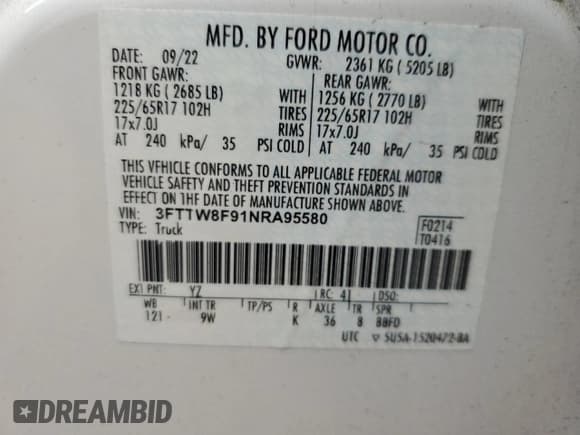 MFD. BY FORD MOTOR CO.
DATE: 09/22 GVWR: 2361 KG ( 5205 LB)
FRONT GAWR: REAR GAWR:
1218 KG ( 2685 LB) WITH 1256 KG ( 2770 LB) WITH
225/65R17 102H TIRES 225/65R17 102H TIRES
17x7.0J RIMS 17x7.0J RIMS
AT 240 kPa/ 35 PSI COLD AT 240 kPa/ 35 PSI COLD
THIS VEHICLE CONFORMS TO ALL APPLICABLE FEDERAL MOTOR
VEHICLE SAFETY AND THEFT PREVENTION STANDARDS IN
EFFECT ON THE DATE OF MANUFACTURE SHOWN ABOVE.
VIN: 3FTTW8F91NRA95580 F0214
TYPE: Truck T0416
EXT PNT: YZ RC: 41 DSO:
WB INT TR TP/PS R AXLE TR SPR
121 9W K 36 8 BBFD
UTC ▽ 5U5A-1520472-BA
DREAMBID